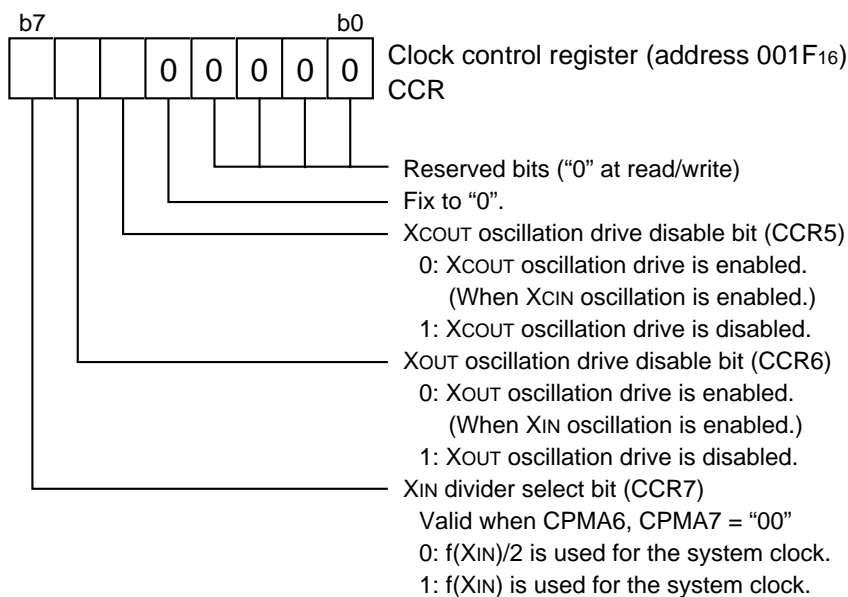 b7 b0
0 0 0 0 0
Clock control register (address 001F16)
CCR
Reserved bits (“0” at read/write)
Fix to “0”.
XCOUT oscillation drive disable bit (CCR5)
0: XCOUT oscillation drive is enabled.
(When XCIN oscillation is enabled.)
1: XCOUT oscillation drive is disabled.
XOUT oscillation drive disable bit (CCR6)
0: XOUT oscillation drive is enabled.
(When XIN oscillation is enabled.)
1: XOUT oscillation drive is disabled.
XIN divider select bit (CCR7)
Valid when CPMA6, CPMA7 = “00”
0: f(XIN)/2 is used for the system clock.
1: f(XIN) is used for the system clock.